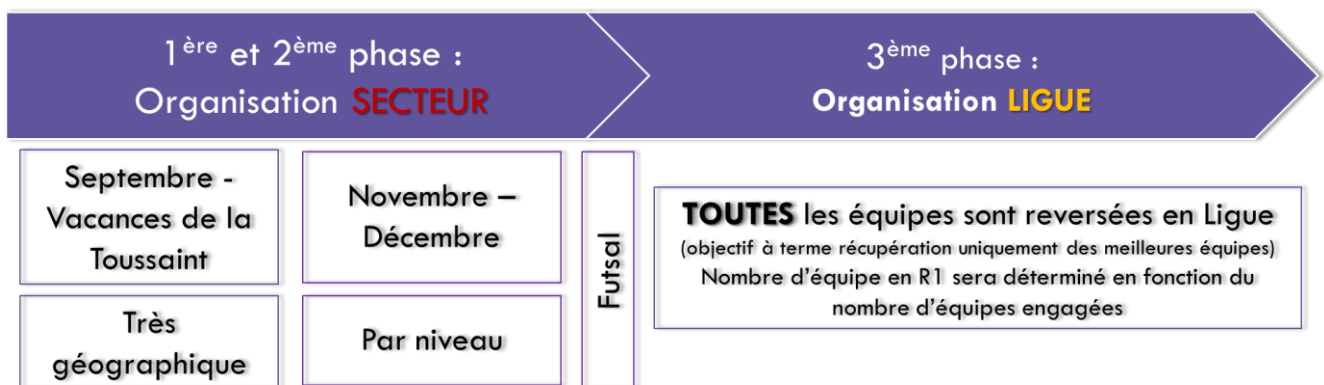 1ère et 2ème phase :
Organisation SECTEUR
3ème phase :
Organisation LIGUE
Septembre -
Vacances de la
Toussaint
Novembre –
Décembre
Très
géographique
Par niveau
Futsal
TOUTES les équipes sont reversées en Ligue
(objectif à terme récupération uniquement des meilleures équipes)
Nombre d'équipe en R1 sera déterminé en fonction du
nombre d'équipes engagées